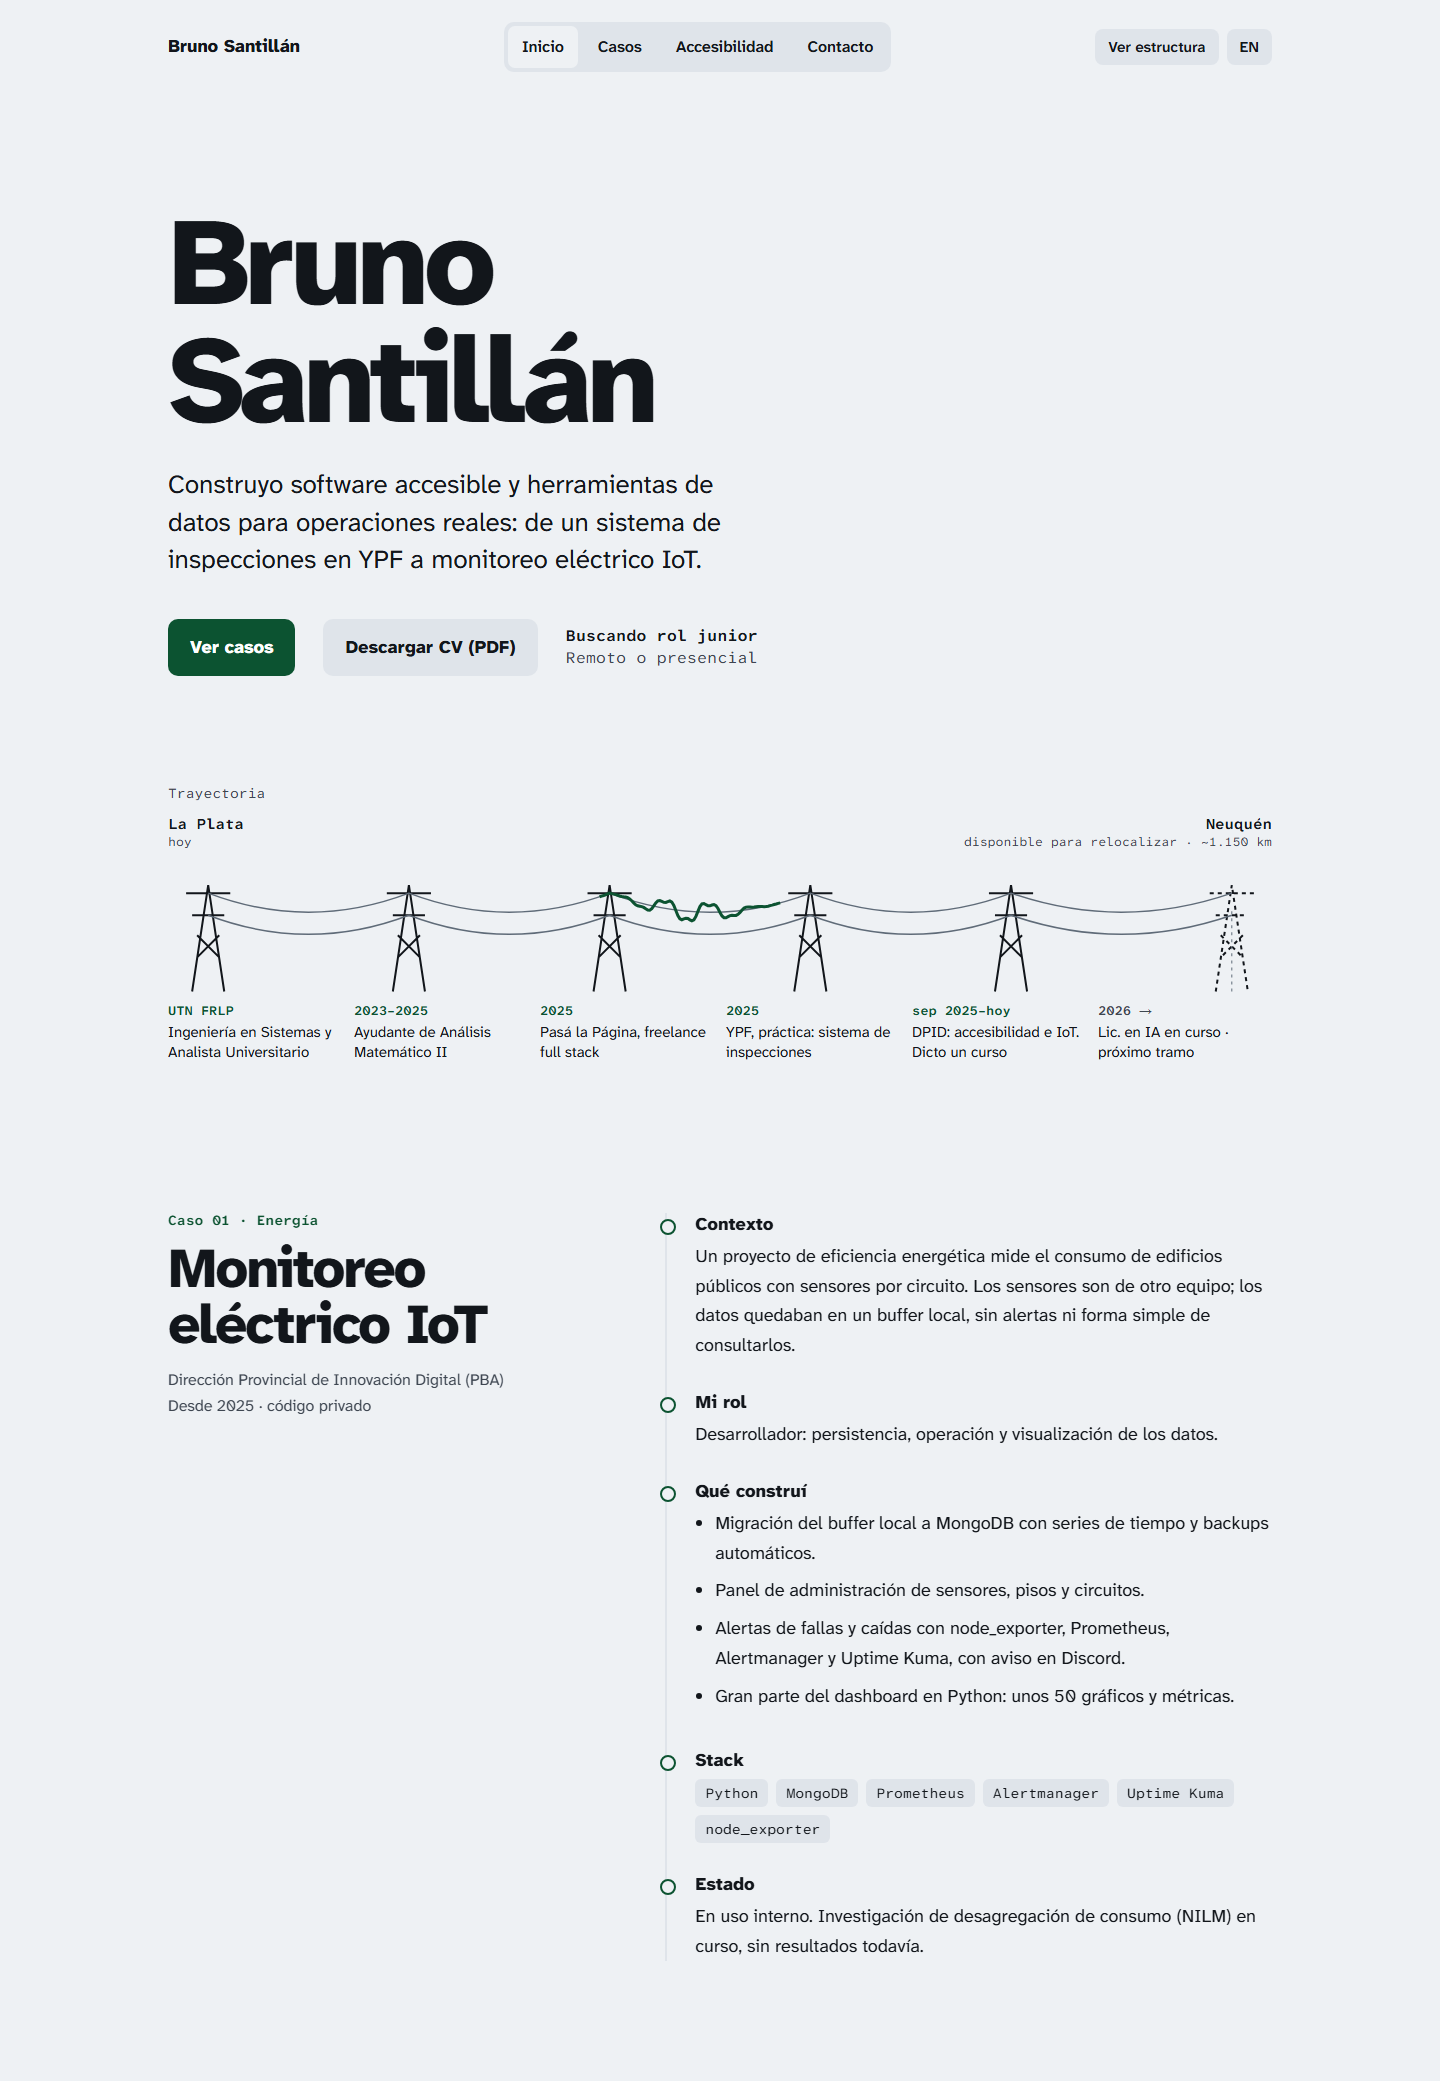 Bruno Santillán
Inicio
Casos
Accesibilidad
Contacto
Ver estructura
EN
Bruno
Santillán
Construyo software accesible y herramientas de
datos para operaciones reales: de un sistema de
inspecciones en YPF a monitoreo eléctrico IoT.
Ver casos
Descargar CV (PDF)
Buscando rol junior
Remoto o presencial
Trayectoria
La Plata
hoy
Neuquén
disponible para relocalizar · ~1.150 km
UTN FRLP
Ingeniería en Sistemas y
Analista Universitario
2023–2025
Ayudante de Análisis
Matemático II
2025
Pasá la Página, freelance
full stack
2025
YPF, práctica: sistema de
inspecciones
sep 2025–hoy
DPID: accesibilidad e IoT.
Dicto un curso
2026 →
Lic. en IA en curso ·
próximo tramo
Caso 01 · Energía
Monitoreo
eléctrico IoT
Dirección Provincial de Innovación Digital (PBA)
Desde 2025 · código privado
Contexto
Un proyecto de eficiencia energética mide el consumo de edificios
públicos con sensores por circuito. Los sensores son de otro equipo; los
datos quedaban en un buffer local, sin alertas ni forma simple de
consultarlos.
Mi rol
Desarrollador: persistencia, operación y visualización de los datos.
Qué construí
• Migración del buffer local a MongoDB con series de tiempo y backups
automáticos.
• Panel de administración de sensores, pisos y circuitos.
• Alertas de fallas y caídas con node_exporter, Prometheus,
Alertmanager y Uptime Kuma, con aviso en Discord.
• Gran parte del dashboard en Python: unos 50 gráficos y métricas.
Stack
Python
MongoDB
Prometheus
Alertmanager
Uptime Kuma
node_exporter
Estado
En uso interno. Investigación de desagregación de consumo (NILM) en
curso, sin resultados todavía.